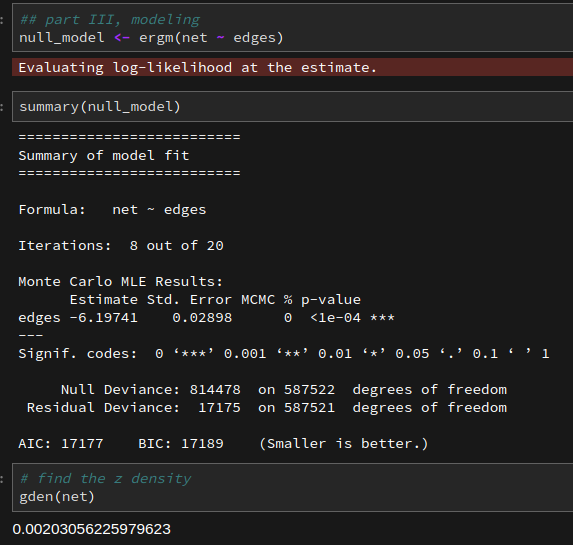 ## part III, modeling
null_model <- ergm(net ~ edges)
Evaluating log-likelihood at the estimate.
summary(null_model)
==========================
Summary of model fit
==========================
Formula:   net ~ edges
Iterations:  8 out of 20
Monte Carlo MLE Results:
      Estimate Std. Error MCMC % p-value
edges -6.19741    0.02898      0  <1e-04 ***
---
Signif. codes:  0 ‘***’ 0.001 ‘**’ 0.01 ‘*’ 0.05 ‘.’ 0.1 ‘ ’ 1
     Null Deviance: 814478  on 587522  degrees of freedom
 Residual Deviance:  17175  on 587521  degrees of freedom
AIC: 17177    BIC: 17189    (Smaller is better.)
# find the z density
gden(net)
0.00203056225979623